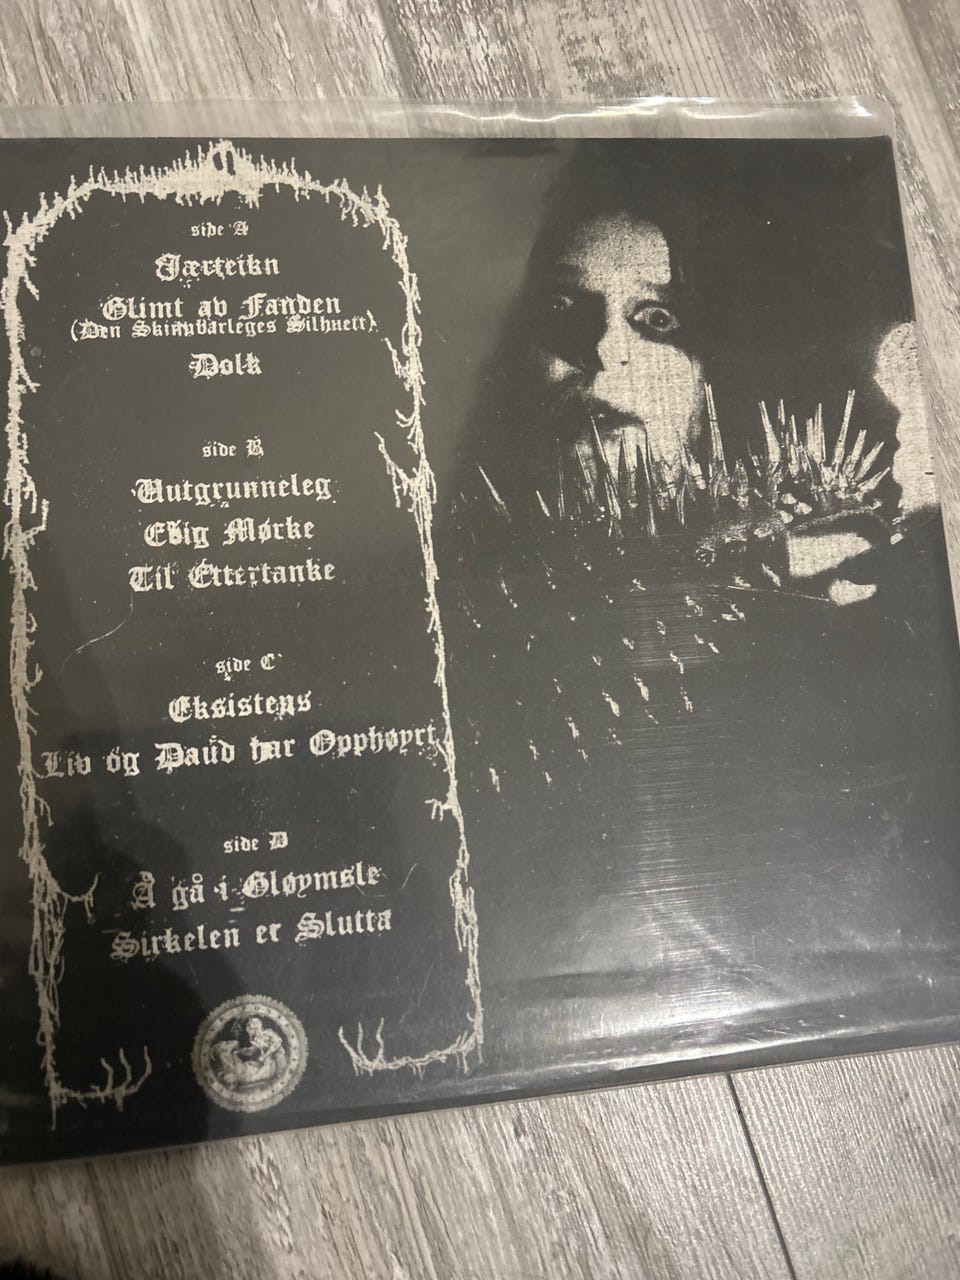 side A
Jærteikn
Glimt av Fanden
(Den Skinnbarleges Silhuett)
Dolk
side B
Uutgrunneleg
Evig Mørke
Til Ettertanke
side C
Eksistens
Liv og Daud har Opphøyrt
side D
Å gå i Gløymsle
Sirkelen er Slutta